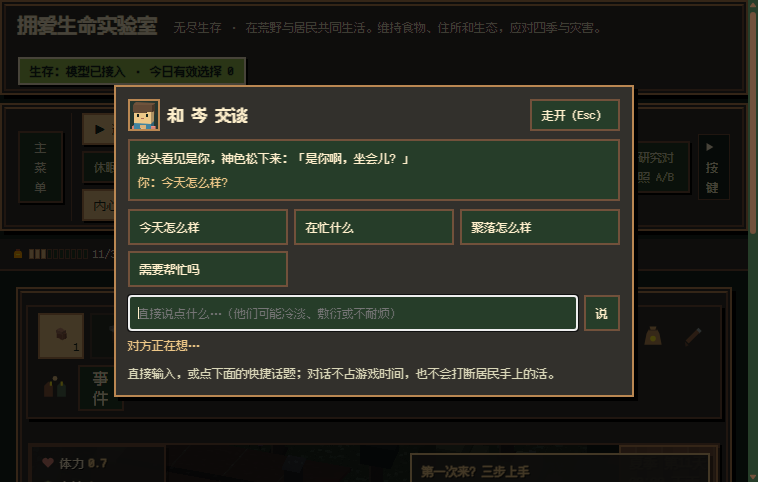 拥爱生命实验室 无尽生存 · 在荒野与居民共同生活。维持食物、住所和生态，应对四季与灾害。
生存：模型已接入 · 今日有效选择 0
和 岑 交谈
走开（Esc）
抬头看见是你，神色松下来：「是你啊，坐会儿？」
你：今天怎么样？
今天怎么样
在忙什么
聚落怎么样
需要帮忙吗
直接说点什么…（他们可能冷淡、敷衍或不耐烦）
说
对方正在想…
直接输入，或点下面的快捷话题；对话不占游戏时间，也不会打断居民手上的活。
主
菜
单
休眠
内心
研究对
照 A/B
按
键
11/3
1
事
件
体力 0.7
第一次来？三步上手